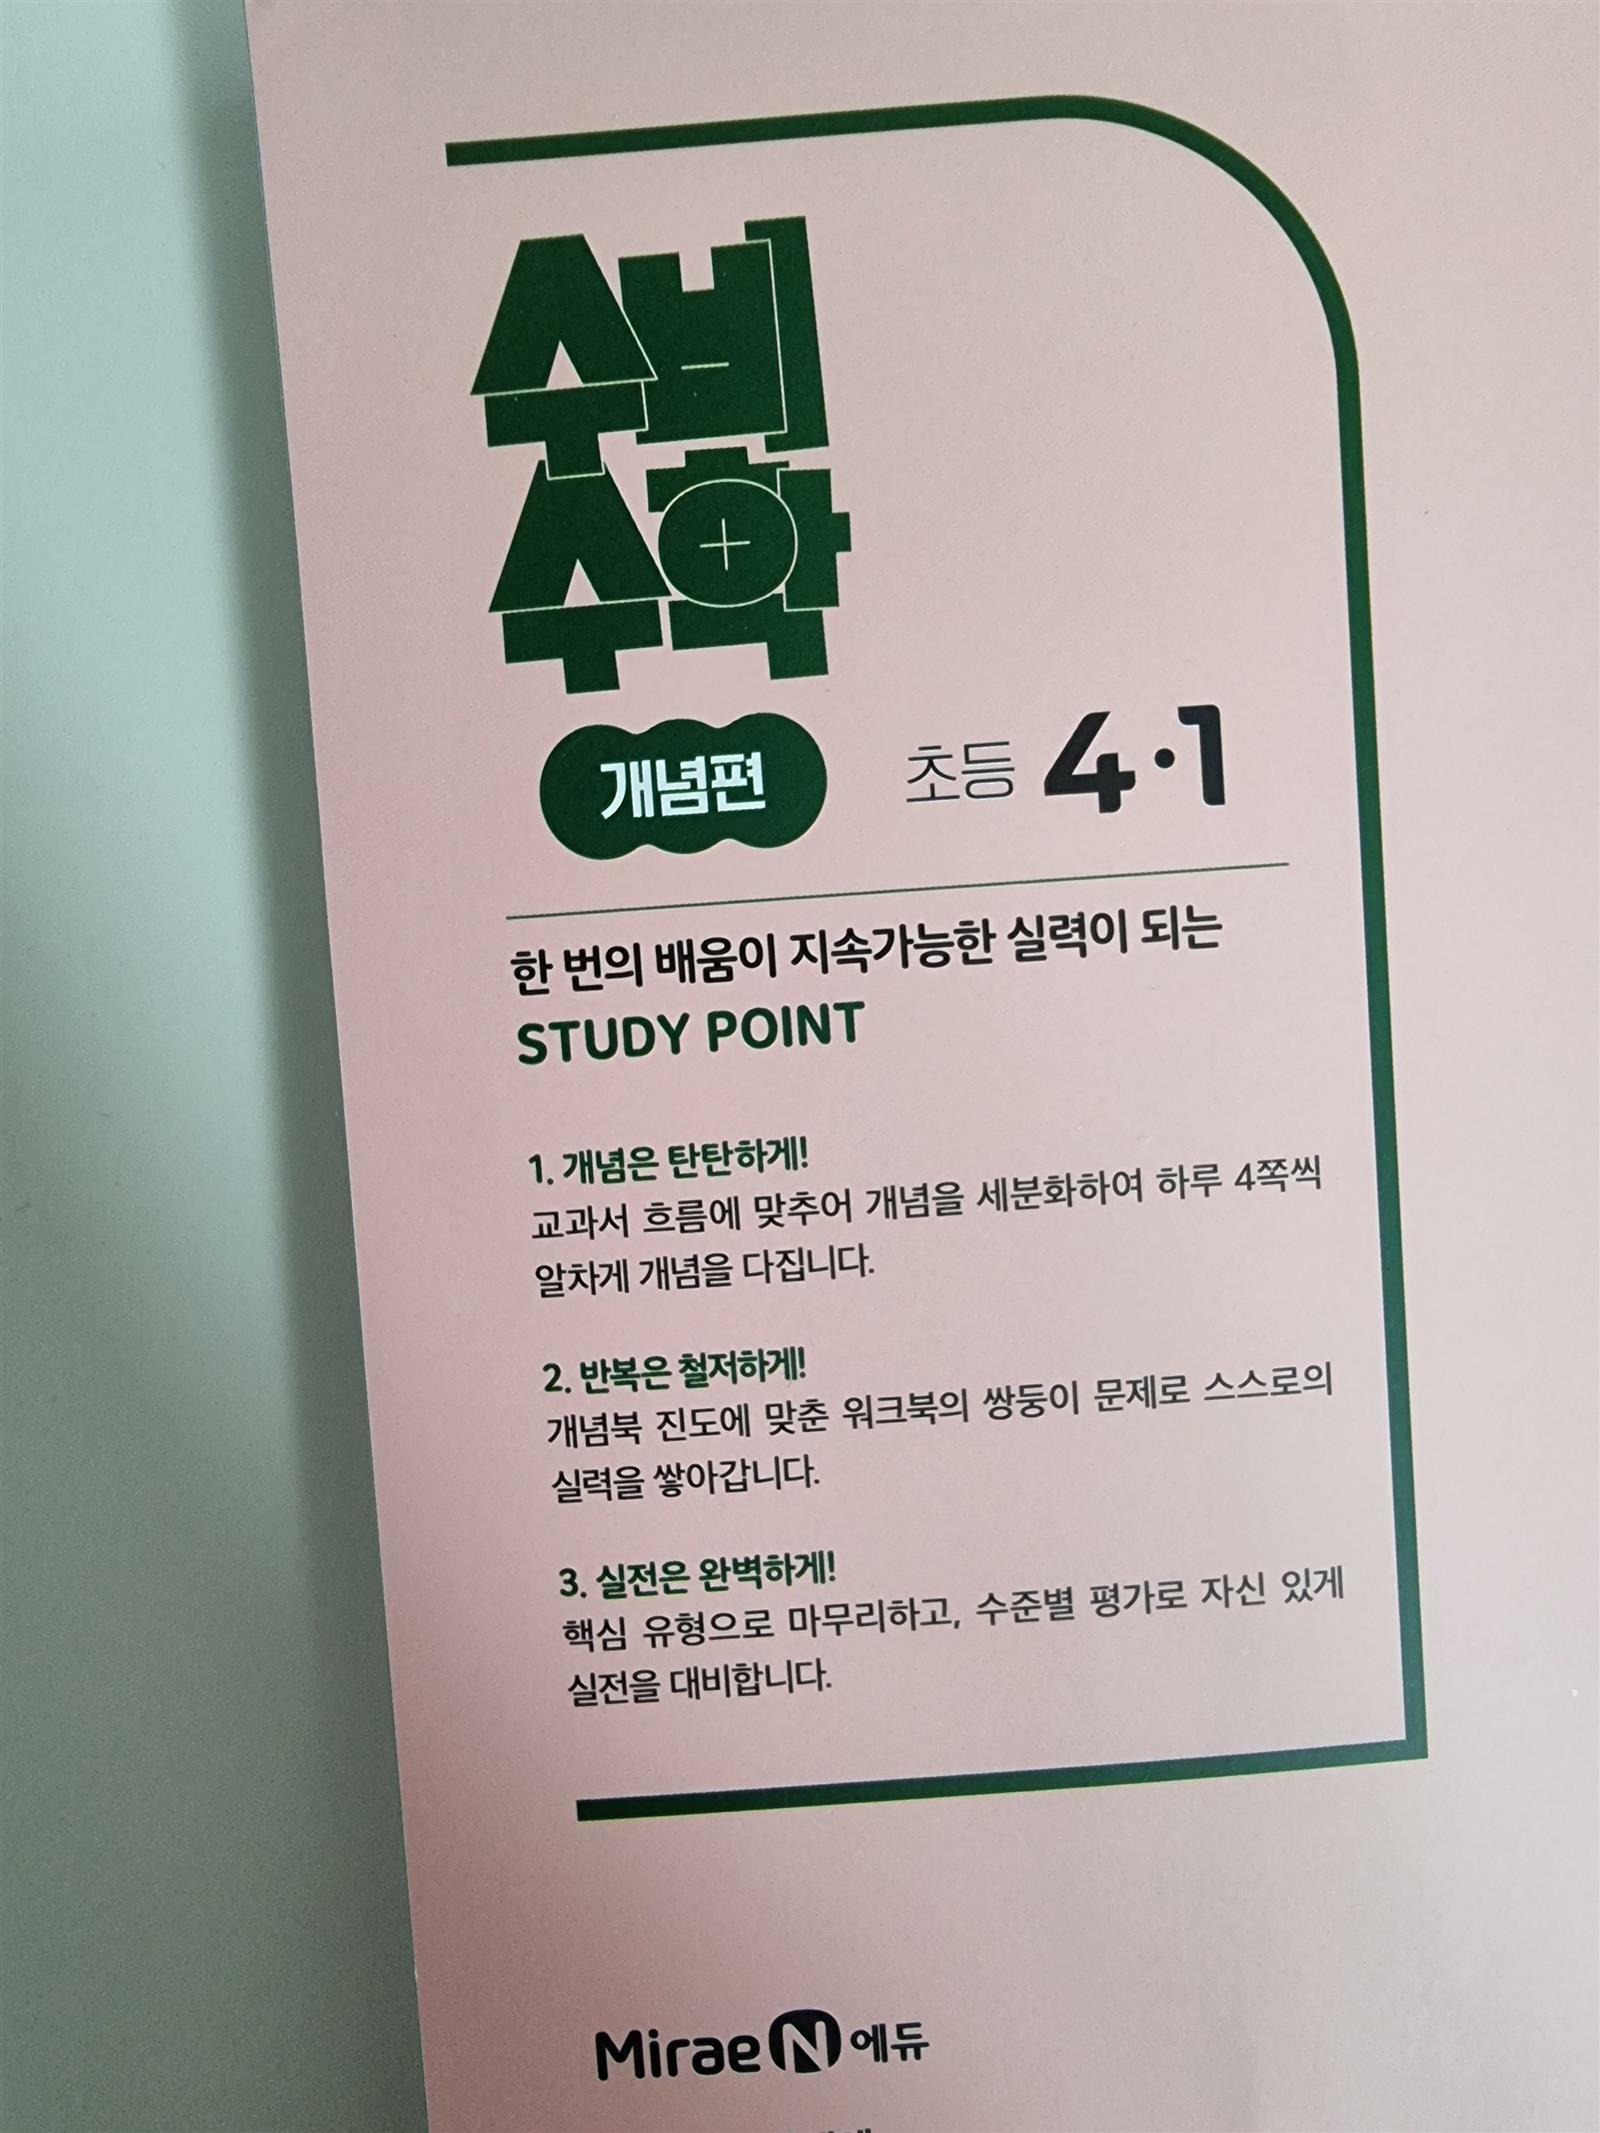 수비
수학
개념편 초등 4·1
한 번의 배움이 지속가능한 실력이 되는
STUDY POINT
1. 개념은 탄탄하게!
교과서 흐름에 맞추어 개념을 세분화하여 하루 4쪽씩
알차게 개념을 다집니다.
2. 반복은 철저하게!
개념북 진도에 맞춘 워크북의 쌍둥이 문제로 스스로의
실력을 쌓아갑니다.
3. 실전은 완벽하게!
핵심 유형으로 마무리하고, 수준별 평가로 자신 있게
실전을 대비합니다.
Mirae N 에듀